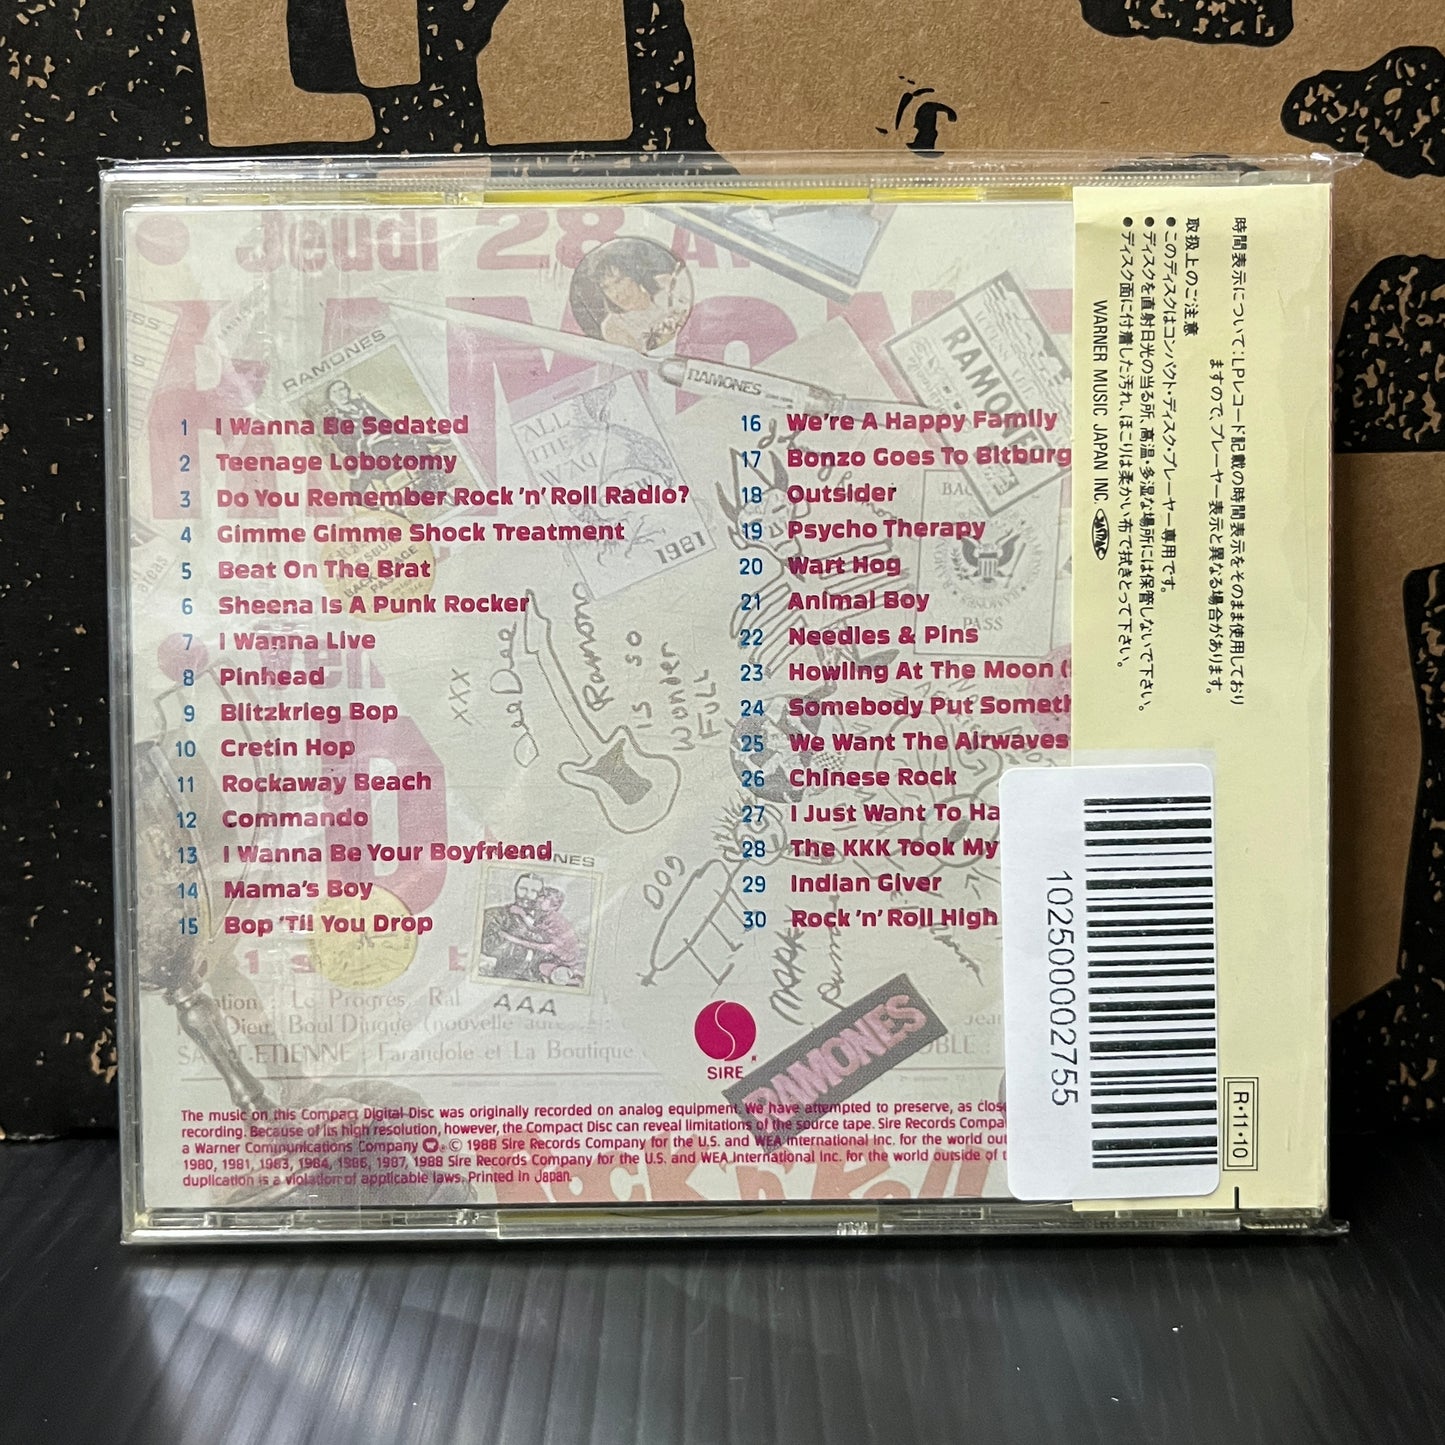 Jeudi 28 A
RAMONES
RAMONES
RAMONES
1 I Wanna Be Sedated
2 Teenage Lobotomy
3 Do You Remember Rock 'n' Roll Radio?
4 Gimme Gimme Shock Treatment
5 Beat On The Brat
6 Sheena Is A Punk Rocker
7 I Wanna Live
8 Pinhead
9 Blitzkrieg Bop
10 Cretin Hop
11 Rockaway Beach
12 Commando
13 I Wanna Be Your Boyfriend
14 Mama's Boy
15 Bop 'Til You Drop
16 We're A Happy Family
17 Bonzo Goes To Bitburg
18 Outsider
19 Psycho Therapy
20 Wart Hog
21 Animal Boy
22 Needles & Pins
23 Howling At The Moon (
24 Somebody Put Someth
25 We Want The Airwaves
26 Chinese Rock
27 I Just Want To Ha
28 The KKK Took My
29 Indian Giver
30 Rock 'n' Roll High
ALL
THE
WAY
1981
PASS
Dee Dee
Ramone
IS SO
WONDER
FULL
XXX
AAA
SIRE
RAMONES
Le Progrès,
Boul'Dingue (nouvelle
SAINT-ETIENNE : Farandole et La Boutique
Rock 'n' Roll
The music on this Compact Digital Disc was originally recorded on analog equipment. We have attempted to preserve, as close
recording. Because of its high resolution, however, the Compact Disc can reveal limitations of the source tape. Sire Records Compa
a Warner Communications Company ©1988 Sire Records Company for the U.S. and WEA International Inc. for the world out
1980, 1981, 1983, 1984, 1986, 1987, 1988 Sire Records Company for the U.S. and WEA International Inc. for the world outside of t
duplication is a violation of applicable laws. Printed in Japan.
時間表示について:LPレコード記載の時間表示をそのまま使用しており
ますので、プレーヤー表示と異なる場合があります。
取扱上のご注意
●このディスクはコンパクト・ディスク・プレーヤー専用です。
●ディスクを直射日光の当る所、高温・多湿な場所には保管しないで下さい。
●ディスク面に付着した汚れ、ほこりは柔かい布で拭きとって下さい。
WARNER MUSIC JAPAN INC.
102500002755
R・11・10